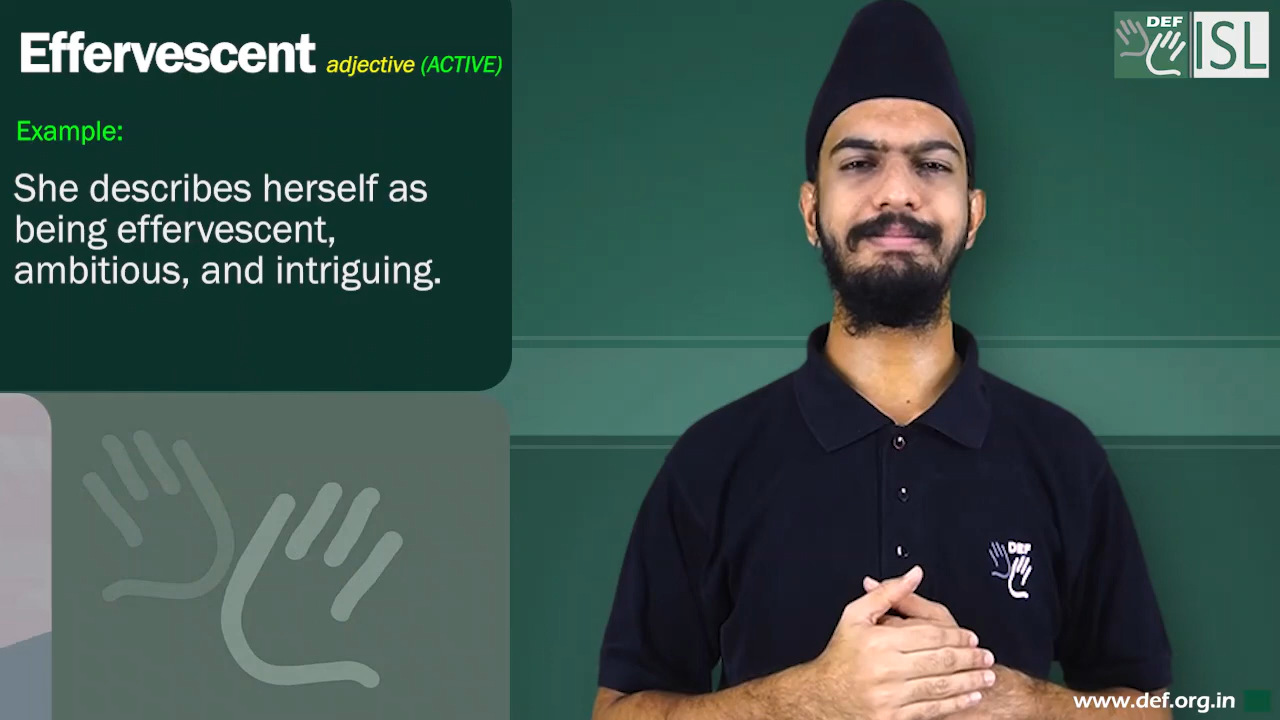 Effervescent adjective (ACTIVE)
Example:
She describes herself as
being effervescent,
ambitious, and intriguing.
DEF
ISL
DEF
www.def.org.in